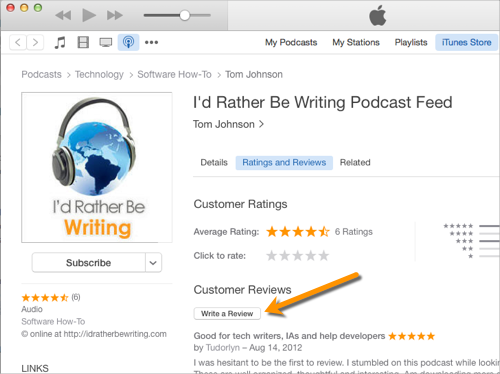 My Podcasts My Stations Playlists iTunes Store
Podcasts > Technology > Software How-To > Tom Johnson
I'd Rather Be Writing Podcast Feed
Tom Johnson >
Details Ratings and Reviews Related
I'd Rather Be
Writing
Subscribe
★★★★⯪ (6)
Audio
Software How-To
© online at http://idratherbewriting.com
LINKS
Customer Ratings
Average Rating: ★★★★⯪ 6 Ratings
Click to rate: ★★★★★
★★★★★
★★★★
★★★
★★
★
Customer Reviews
Write a Review
Good for tech writers, IAs and help developers ★★★★★
by Tudorlyn – Aug 14, 2012
I was hesitant to be the first to review. I stumbled on this podcast while looking